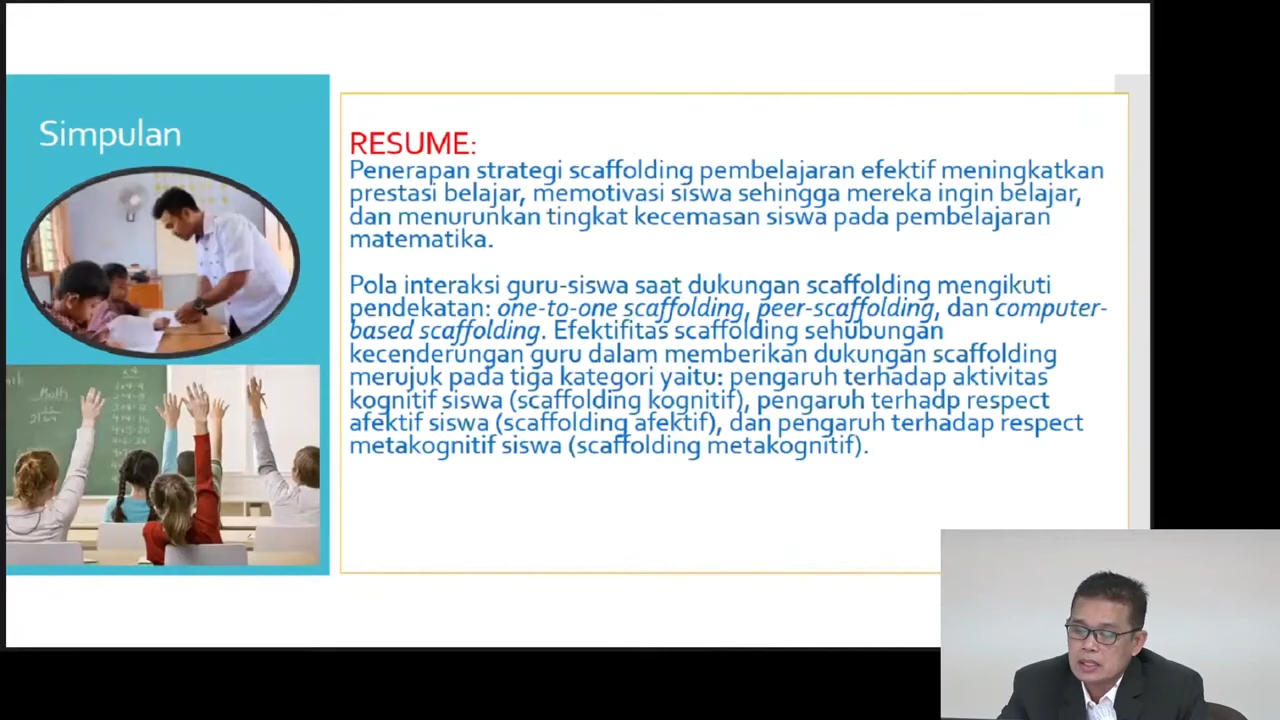 Simpulan
RESUME:
Penerapan strategi scaffolding pembelajaran efektif meningkatkan
prestasi belajar, memotivasi siswa sehingga mereka ingin belajar,
dan menurunkan tingkat kecemasan siswa pada pembelajaran
matematika.
Pola interaksi guru-siswa saat dukungan scaffolding mengikuti
pendekatan: one-to-one scaffolding, peer-scaffolding, dan computer-
based scaffolding. Efektifitas scaffolding sehubungan
kecenderungan guru dalam memberikan dukungan scaffolding
merujuk pada tiga kategori yaitu: pengaruh terhadap aktivitas
kognitif siswa (scaffolding kognitif), pengaruh terhadp respect
afektif siswa (scaffolding afektif), dan pengaruh terhadap respect
metakognitif siswa (scaffolding metakognitif).
Math